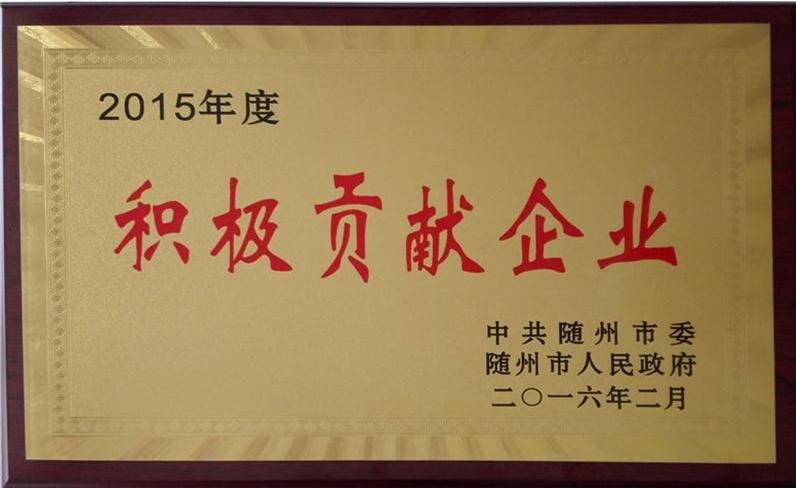 2015年度
积极贡献企业
中共随州市委
随州市人民政府
二〇一六年二月